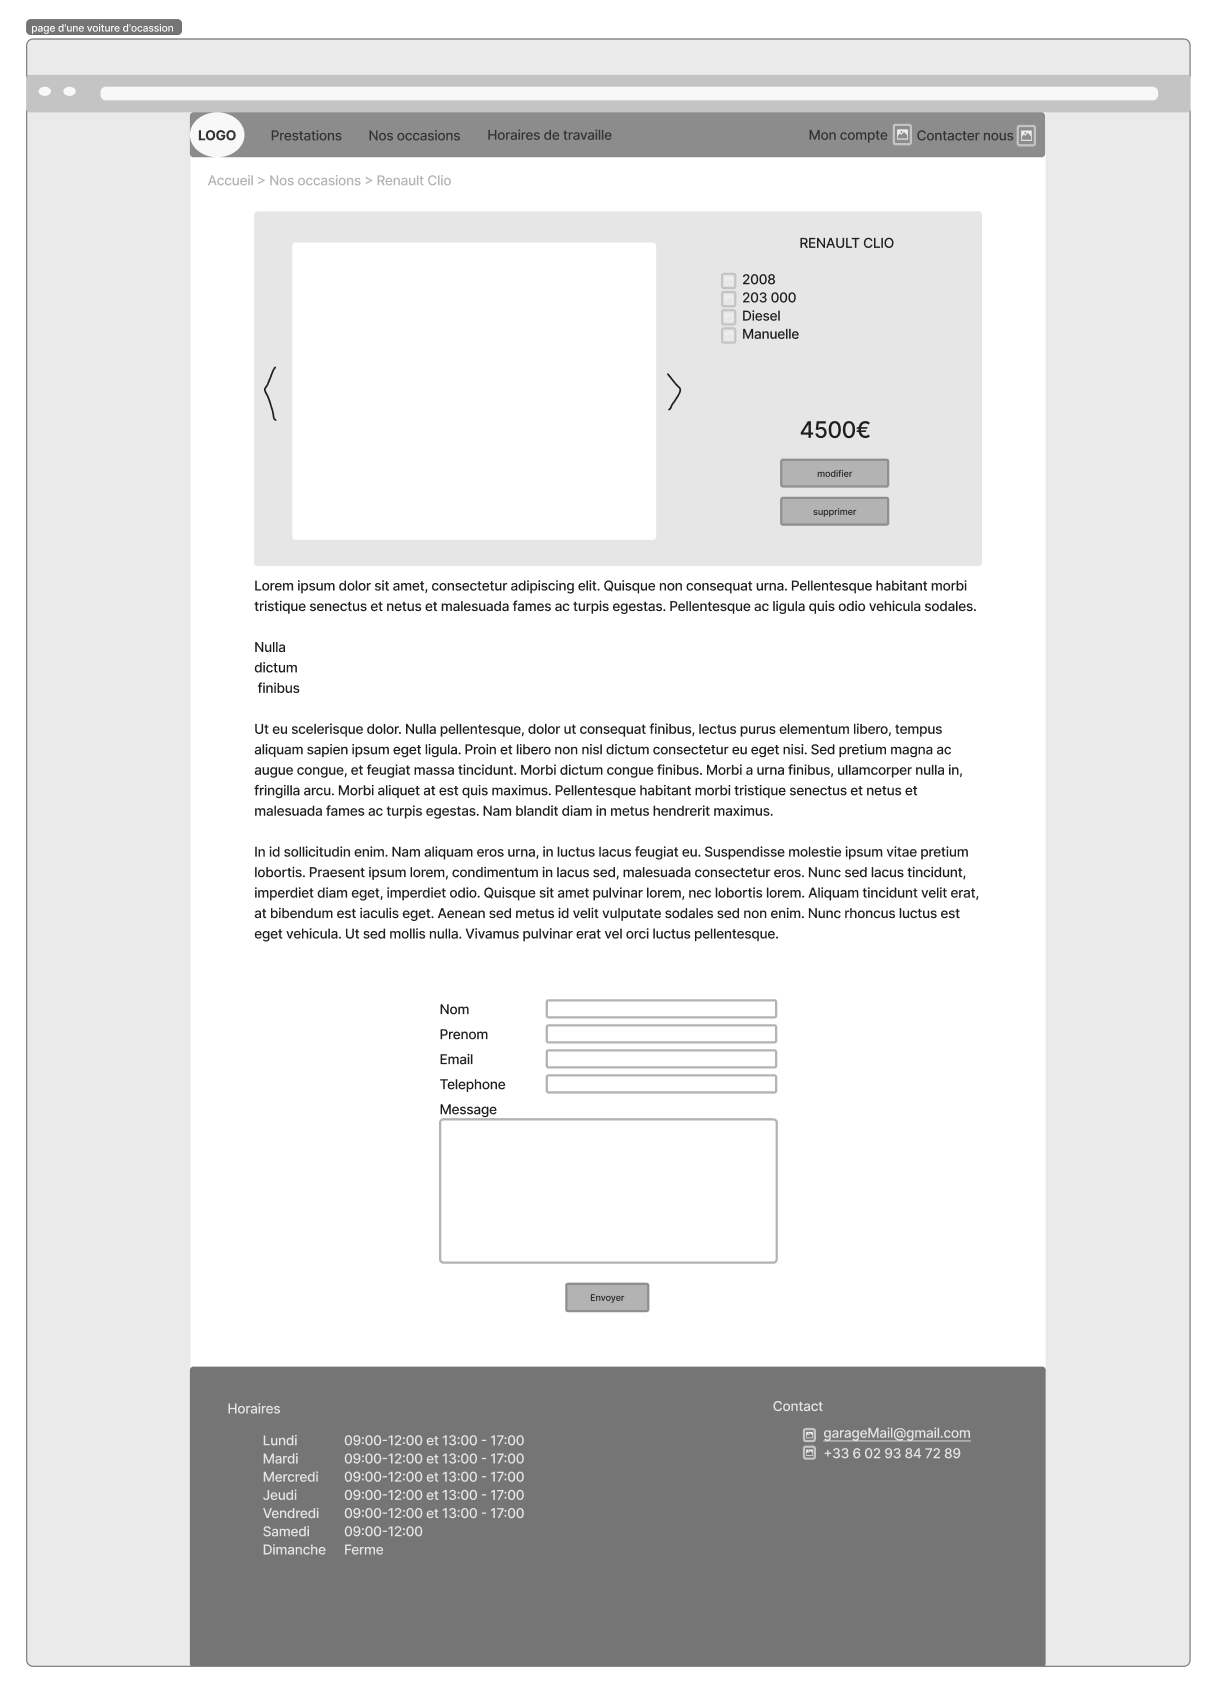 page d'une voiture d'ocassion
LOGO Prestations Nos occasions Horaires de travaille Mon compte Contacter nous
Accueil > Nos occasions > Renault Clio
RENAULT CLIO
2008
203 000
Diesel
Manuelle
4500€
modifier
supprimer
Lorem ipsum dolor sit amet, consectetur adipiscing elit. Quisque non consequat urna. Pellentesque habitant morbi
tristique senectus et netus et malesuada fames ac turpis egestas. Pellentesque ac ligula quis odio vehicula sodales.
Nulla
dictum
finibus
Ut eu scelerisque dolor. Nulla pellentesque, dolor ut consequat finibus, lectus purus elementum libero, tempus
aliquam sapien ipsum eget ligula. Proin et libero non nisl dictum consectetur eu eget nisi. Sed pretium magna ac
augue congue, et feugiat massa tincidunt. Morbi dictum congue finibus. Morbi a urna finibus, ullamcorper nulla in,
fringilla arcu. Morbi aliquet at est quis maximus. Pellentesque habitant morbi tristique senectus et netus et
malesuada fames ac turpis egestas. Nam blandit diam in metus hendrerit maximus.
In id sollicitudin enim. Nam aliquam eros urna, in luctus lacus feugiat eu. Suspendisse molestie ipsum vitae pretium
lobortis. Praesent ipsum lorem, condimentum in lacus sed, malesuada consectetur eros. Nunc sed lacus tincidunt,
imperdiet diam eget, imperdiet odio. Quisque sit amet pulvinar lorem, nec lobortis lorem. Aliquam tincidunt velit erat,
at bibendum est iaculis eget. Aenean sed metus id velit vulputate sodales sed non enim. Nunc rhoncus luctus est
eget vehicula. Ut sed mollis nulla. Vivamus pulvinar erat vel orci luctus pellentesque.
Nom
Prenom
Email
Telephone
Message
Envoyer
Horaires
Lundi 09:00-12:00 et 13:00 - 17:00
Mardi 09:00-12:00 et 13:00 - 17:00
Mercredi 09:00-12:00 et 13:00 - 17:00
Jeudi 09:00-12:00 et 13:00 - 17:00
Vendredi 09:00-12:00 et 13:00 - 17:00
Samedi 09:00-12:00
Dimanche Ferme
Contact
garageMail@gmail.com
+33 6 02 93 84 72 89